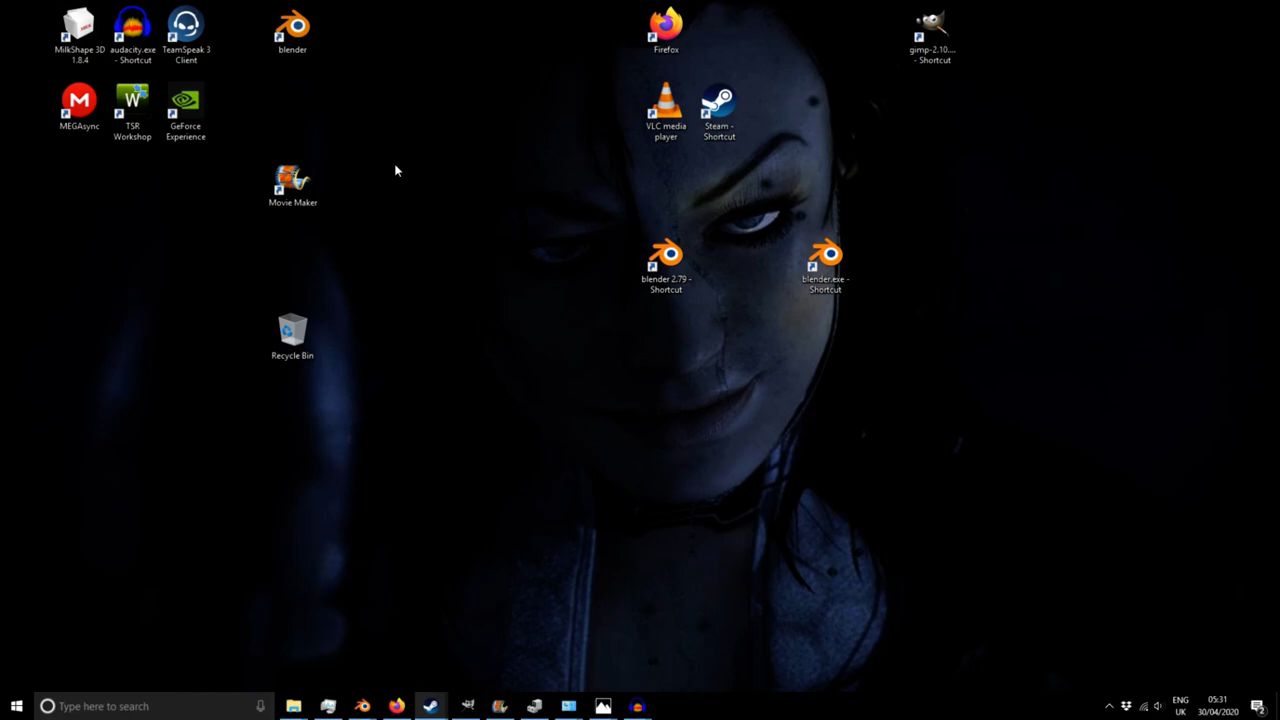 MilkShape 3D
1.8.4
audacity.exe
- Shortcut
TeamSpeak 3
Client
blender
Firefox
gimp-2.10....
- Shortcut
MEGAsync
TSR
Workshop
GeForce
Experience
VLC media
player
Steam -
Shortcut
Movie Maker
blender 2.79 -
Shortcut
blender.exe -
Shortcut
Recycle Bin
Type here to search
ENG
UK
05:31
30/04/2020
2